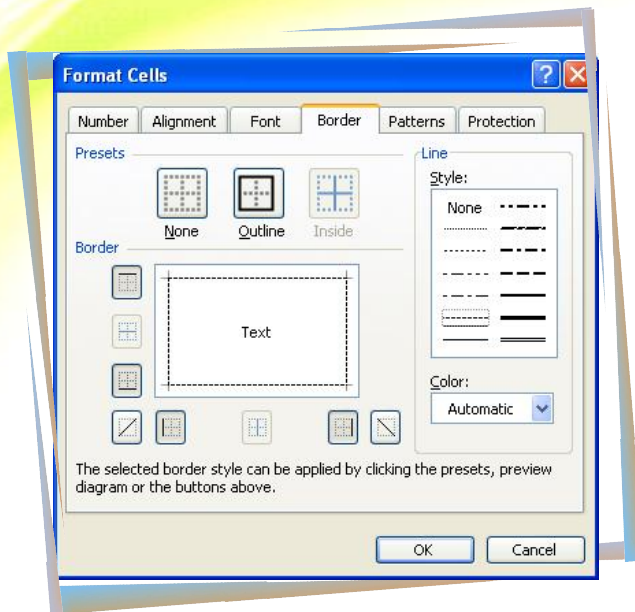 Format Cells
Number Alignment Font Border Patterns Protection
Presets
None Outline Inside
Border
Text
Line
Style:
None
Color:
Automatic
The selected border style can be applied by clicking the presets, preview
diagram or the buttons above.
OK Cancel